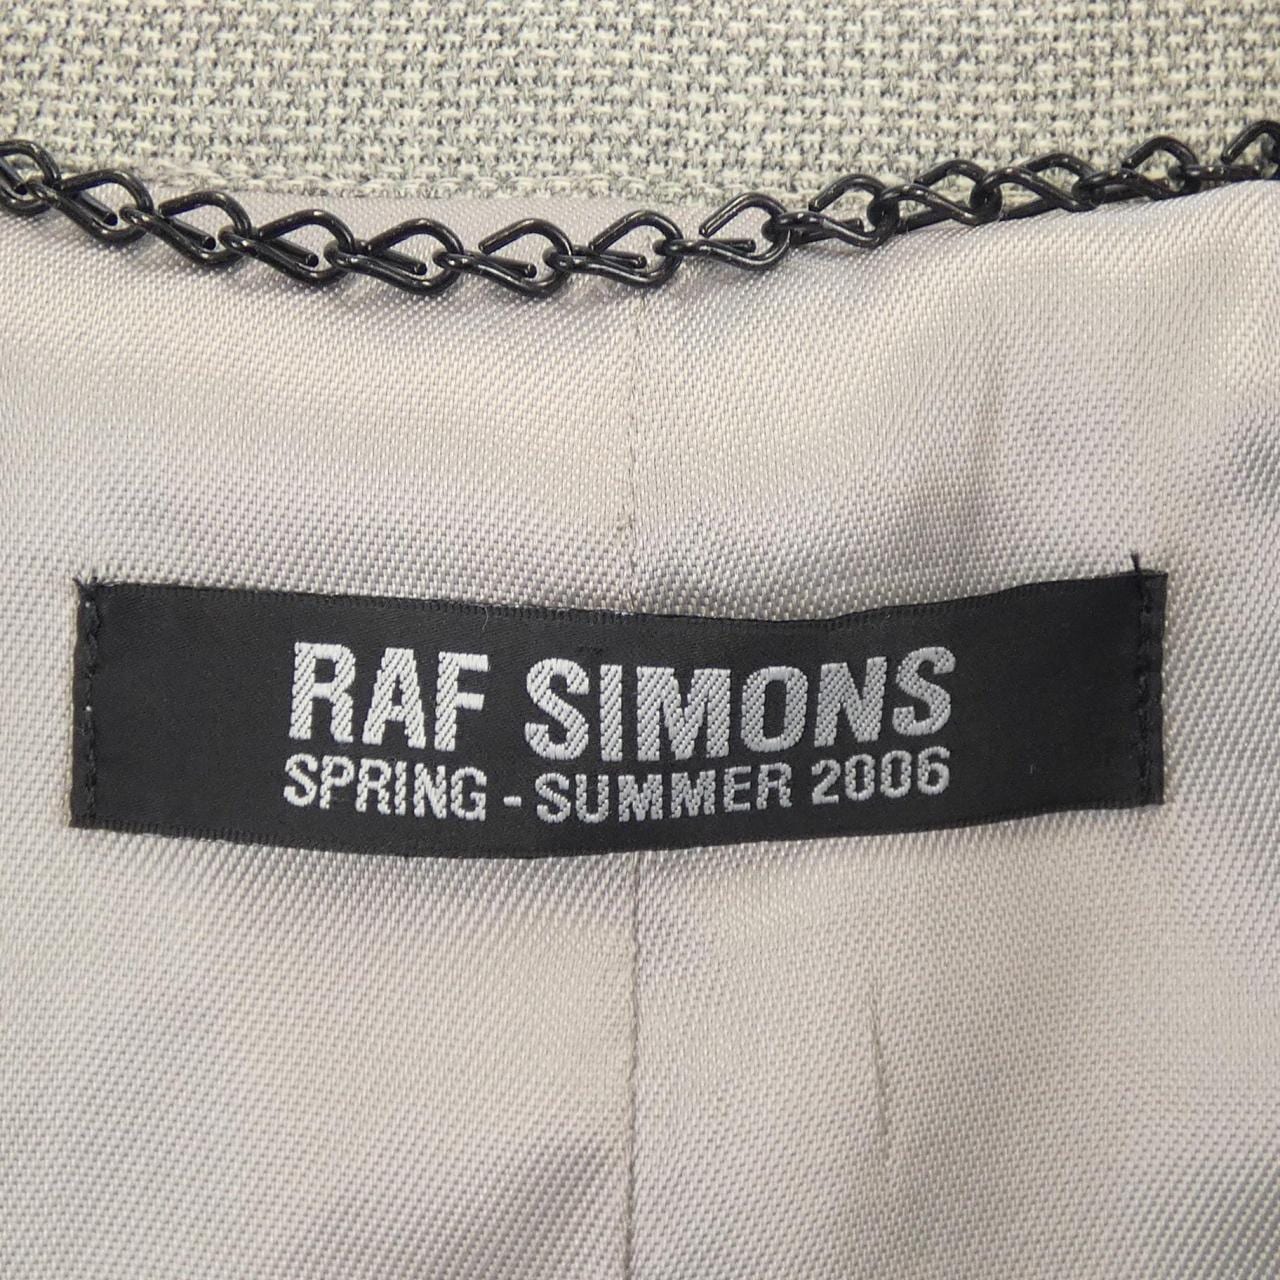 RAF SIMONS
SPRING - SUMMER 2006